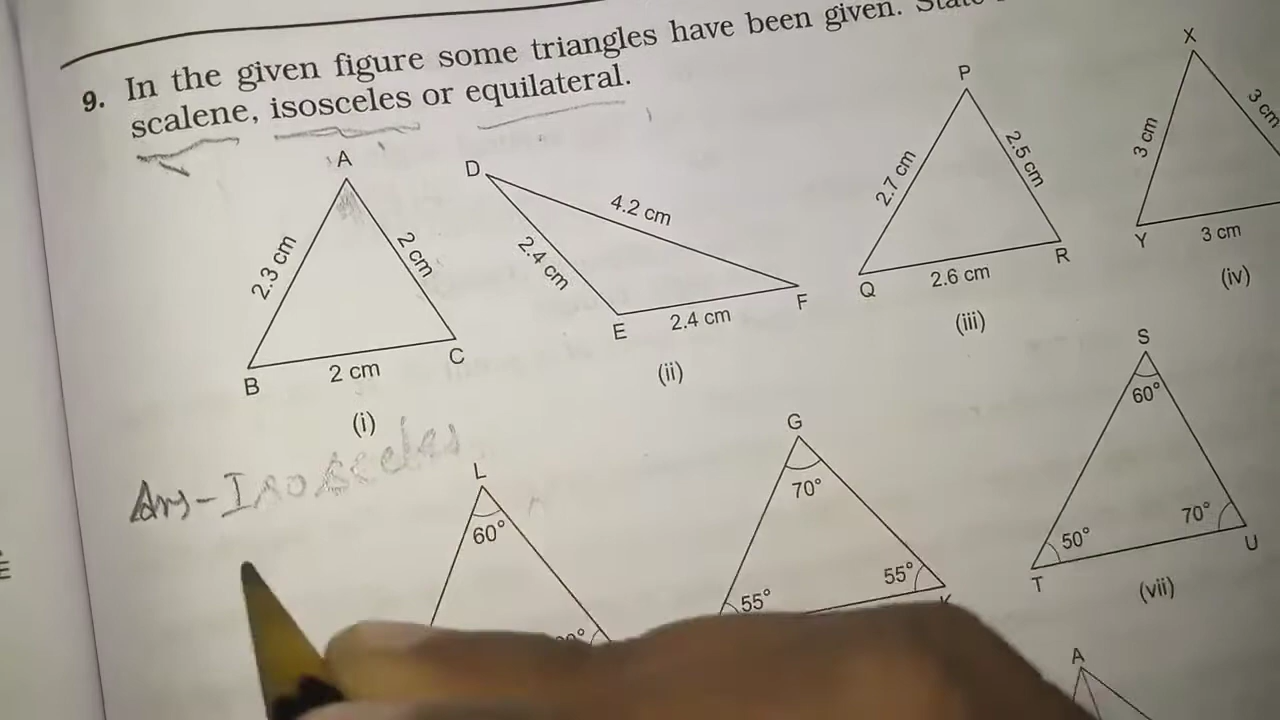 9. In the given figure some triangles have been given. State
scalene, isosceles or equilateral.
A
2.3 cm
2 cm
B
2 cm
C
(i)
D
4.2 cm
2.4 cm
E
2.4 cm
F
(ii)
P
2.7 cm
2.5 cm
Q
2.6 cm
R
(iii)
X
3 cm
3 cm
Y
3 cm
(iv)
Ans-Isosceles
L
60°
G
70°
55°
55°
K
S
60°
50°
70°
T
U
(vii)
A